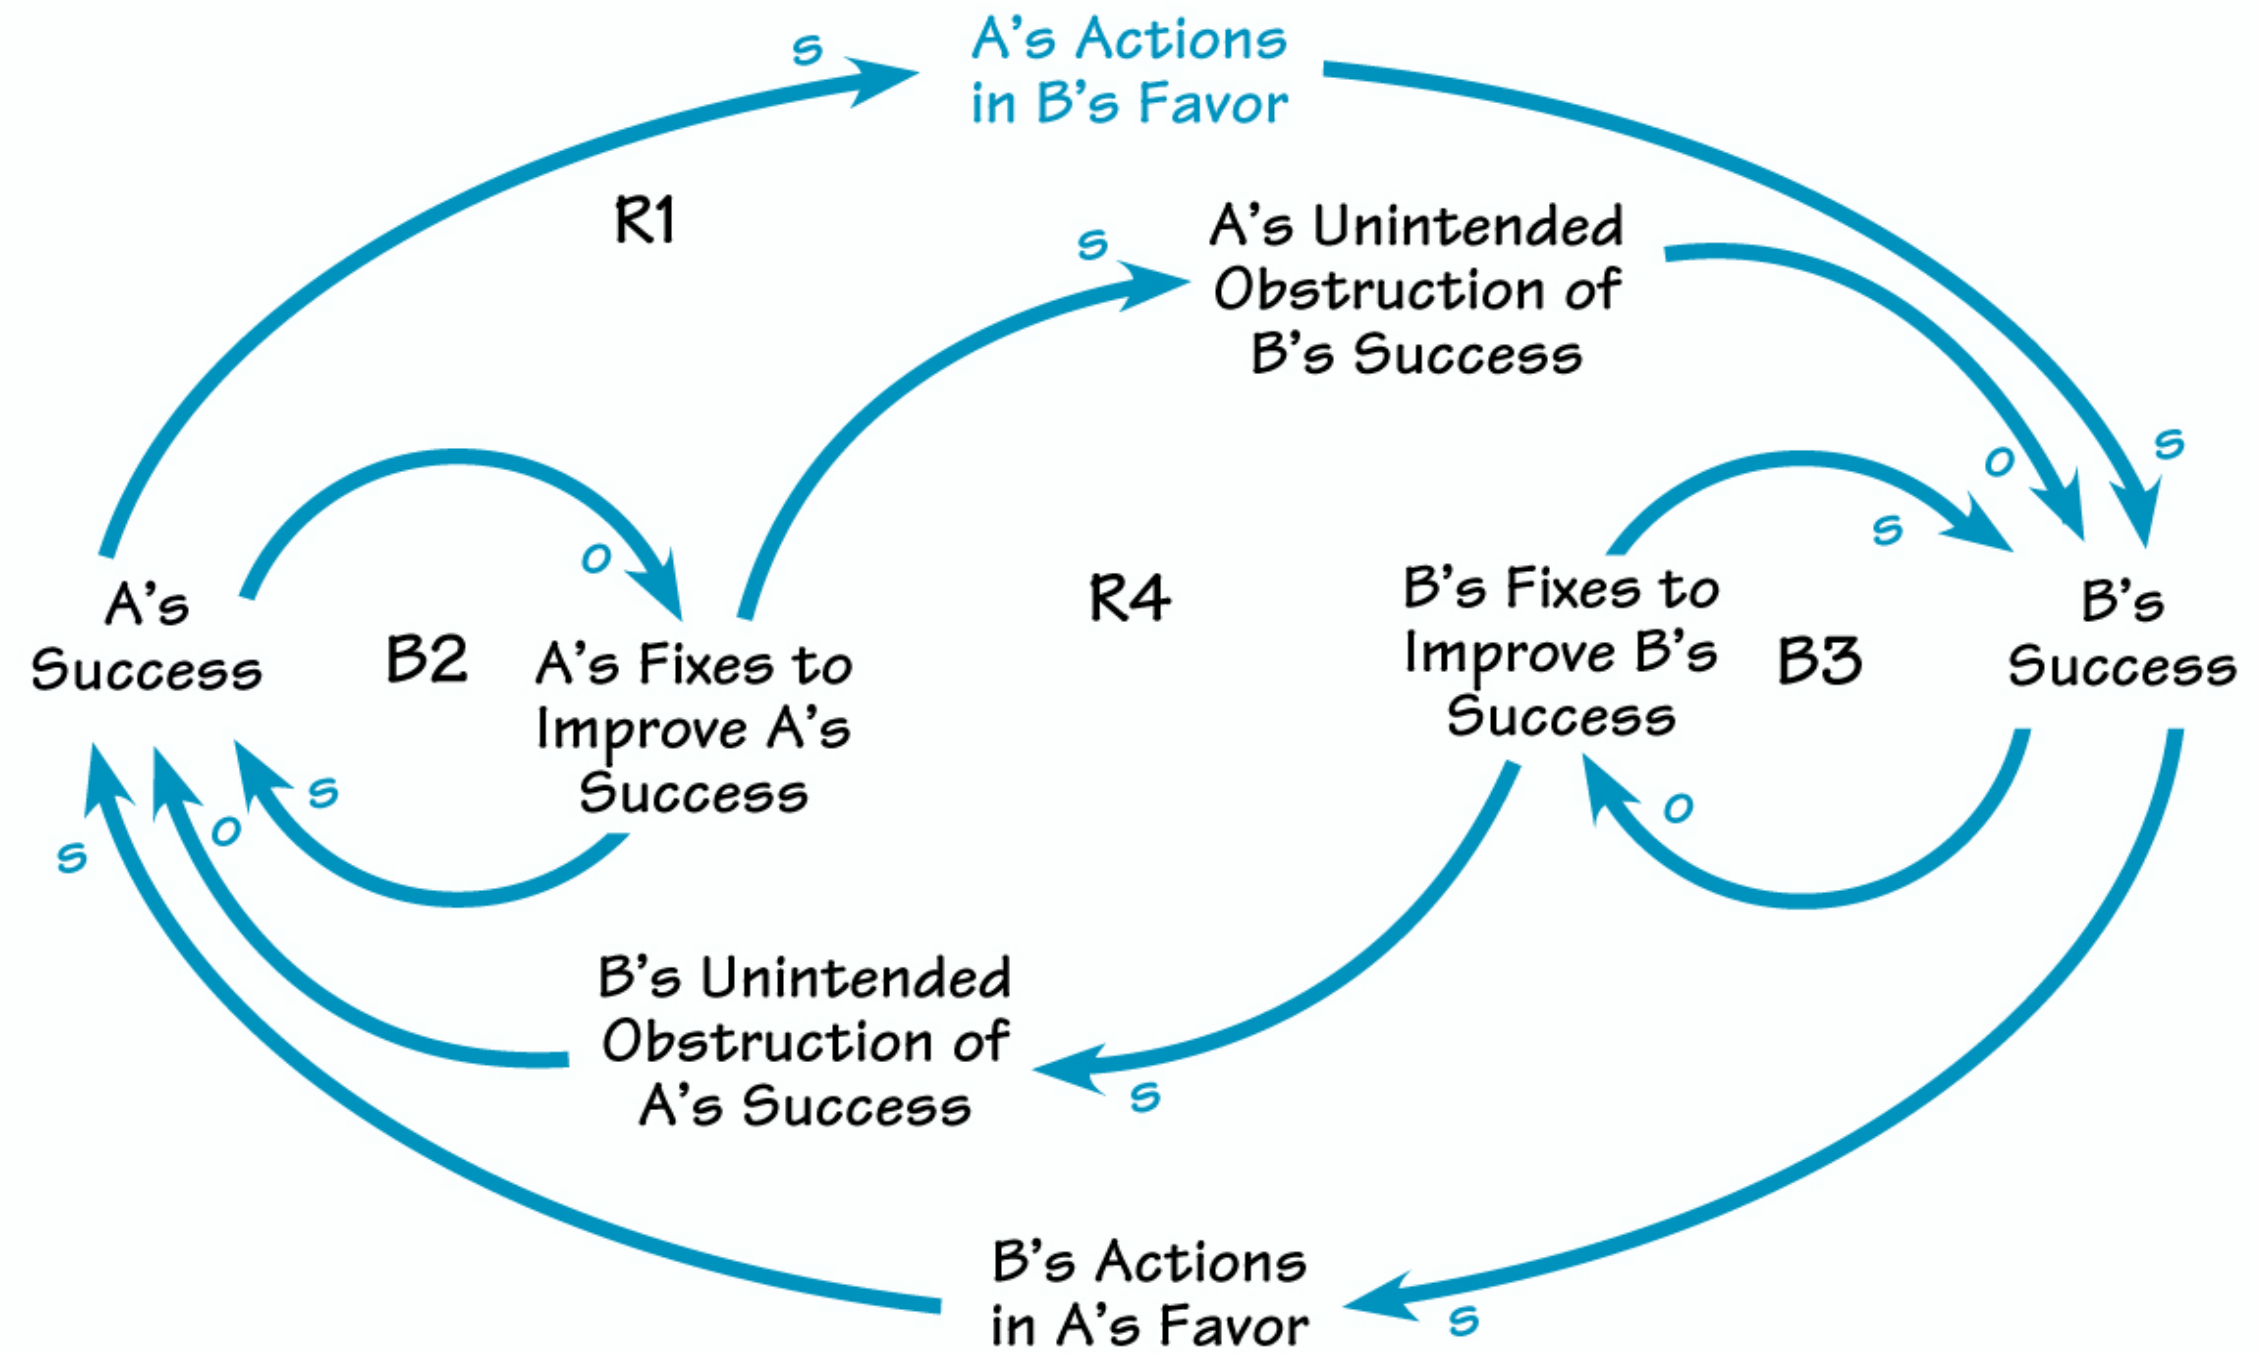 s
A's Actions
in B's Favor
R1
s
A's Unintended
Obstruction of
B's Success
o
s
o
s
A's
Success
B2
A's Fixes to
Improve A's
Success
R4
B's Fixes to
Improve B's
Success
B3
B's
Success
s
o
s
o
B's Unintended
Obstruction of
A's Success
s
B's Actions
in A's Favor
s